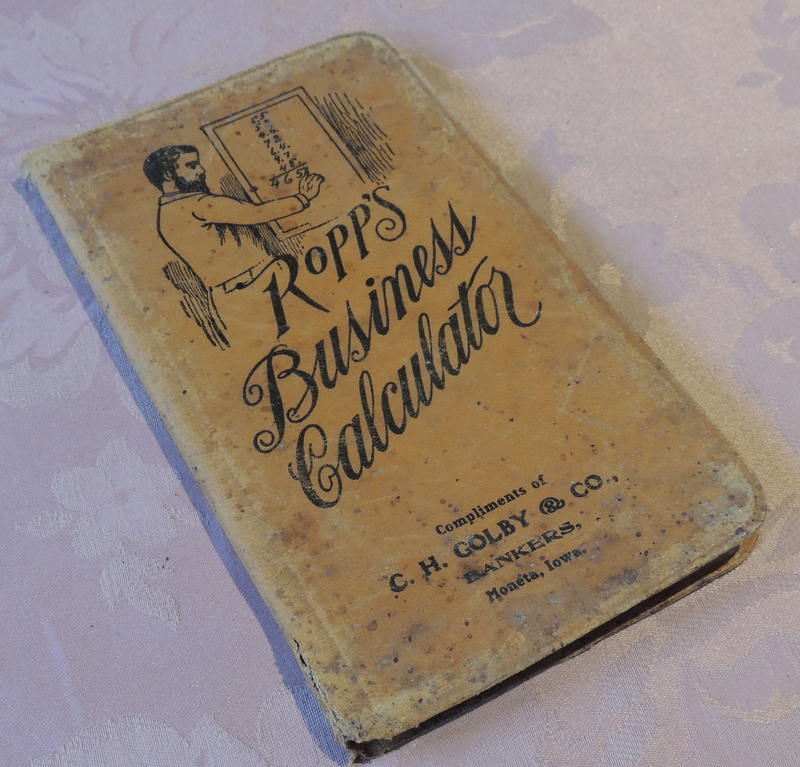 ROPP'S
Business
Calculator
Compliments of
C. H. COLBY & CO.,
BANKERS,
Moneta, Iowa.